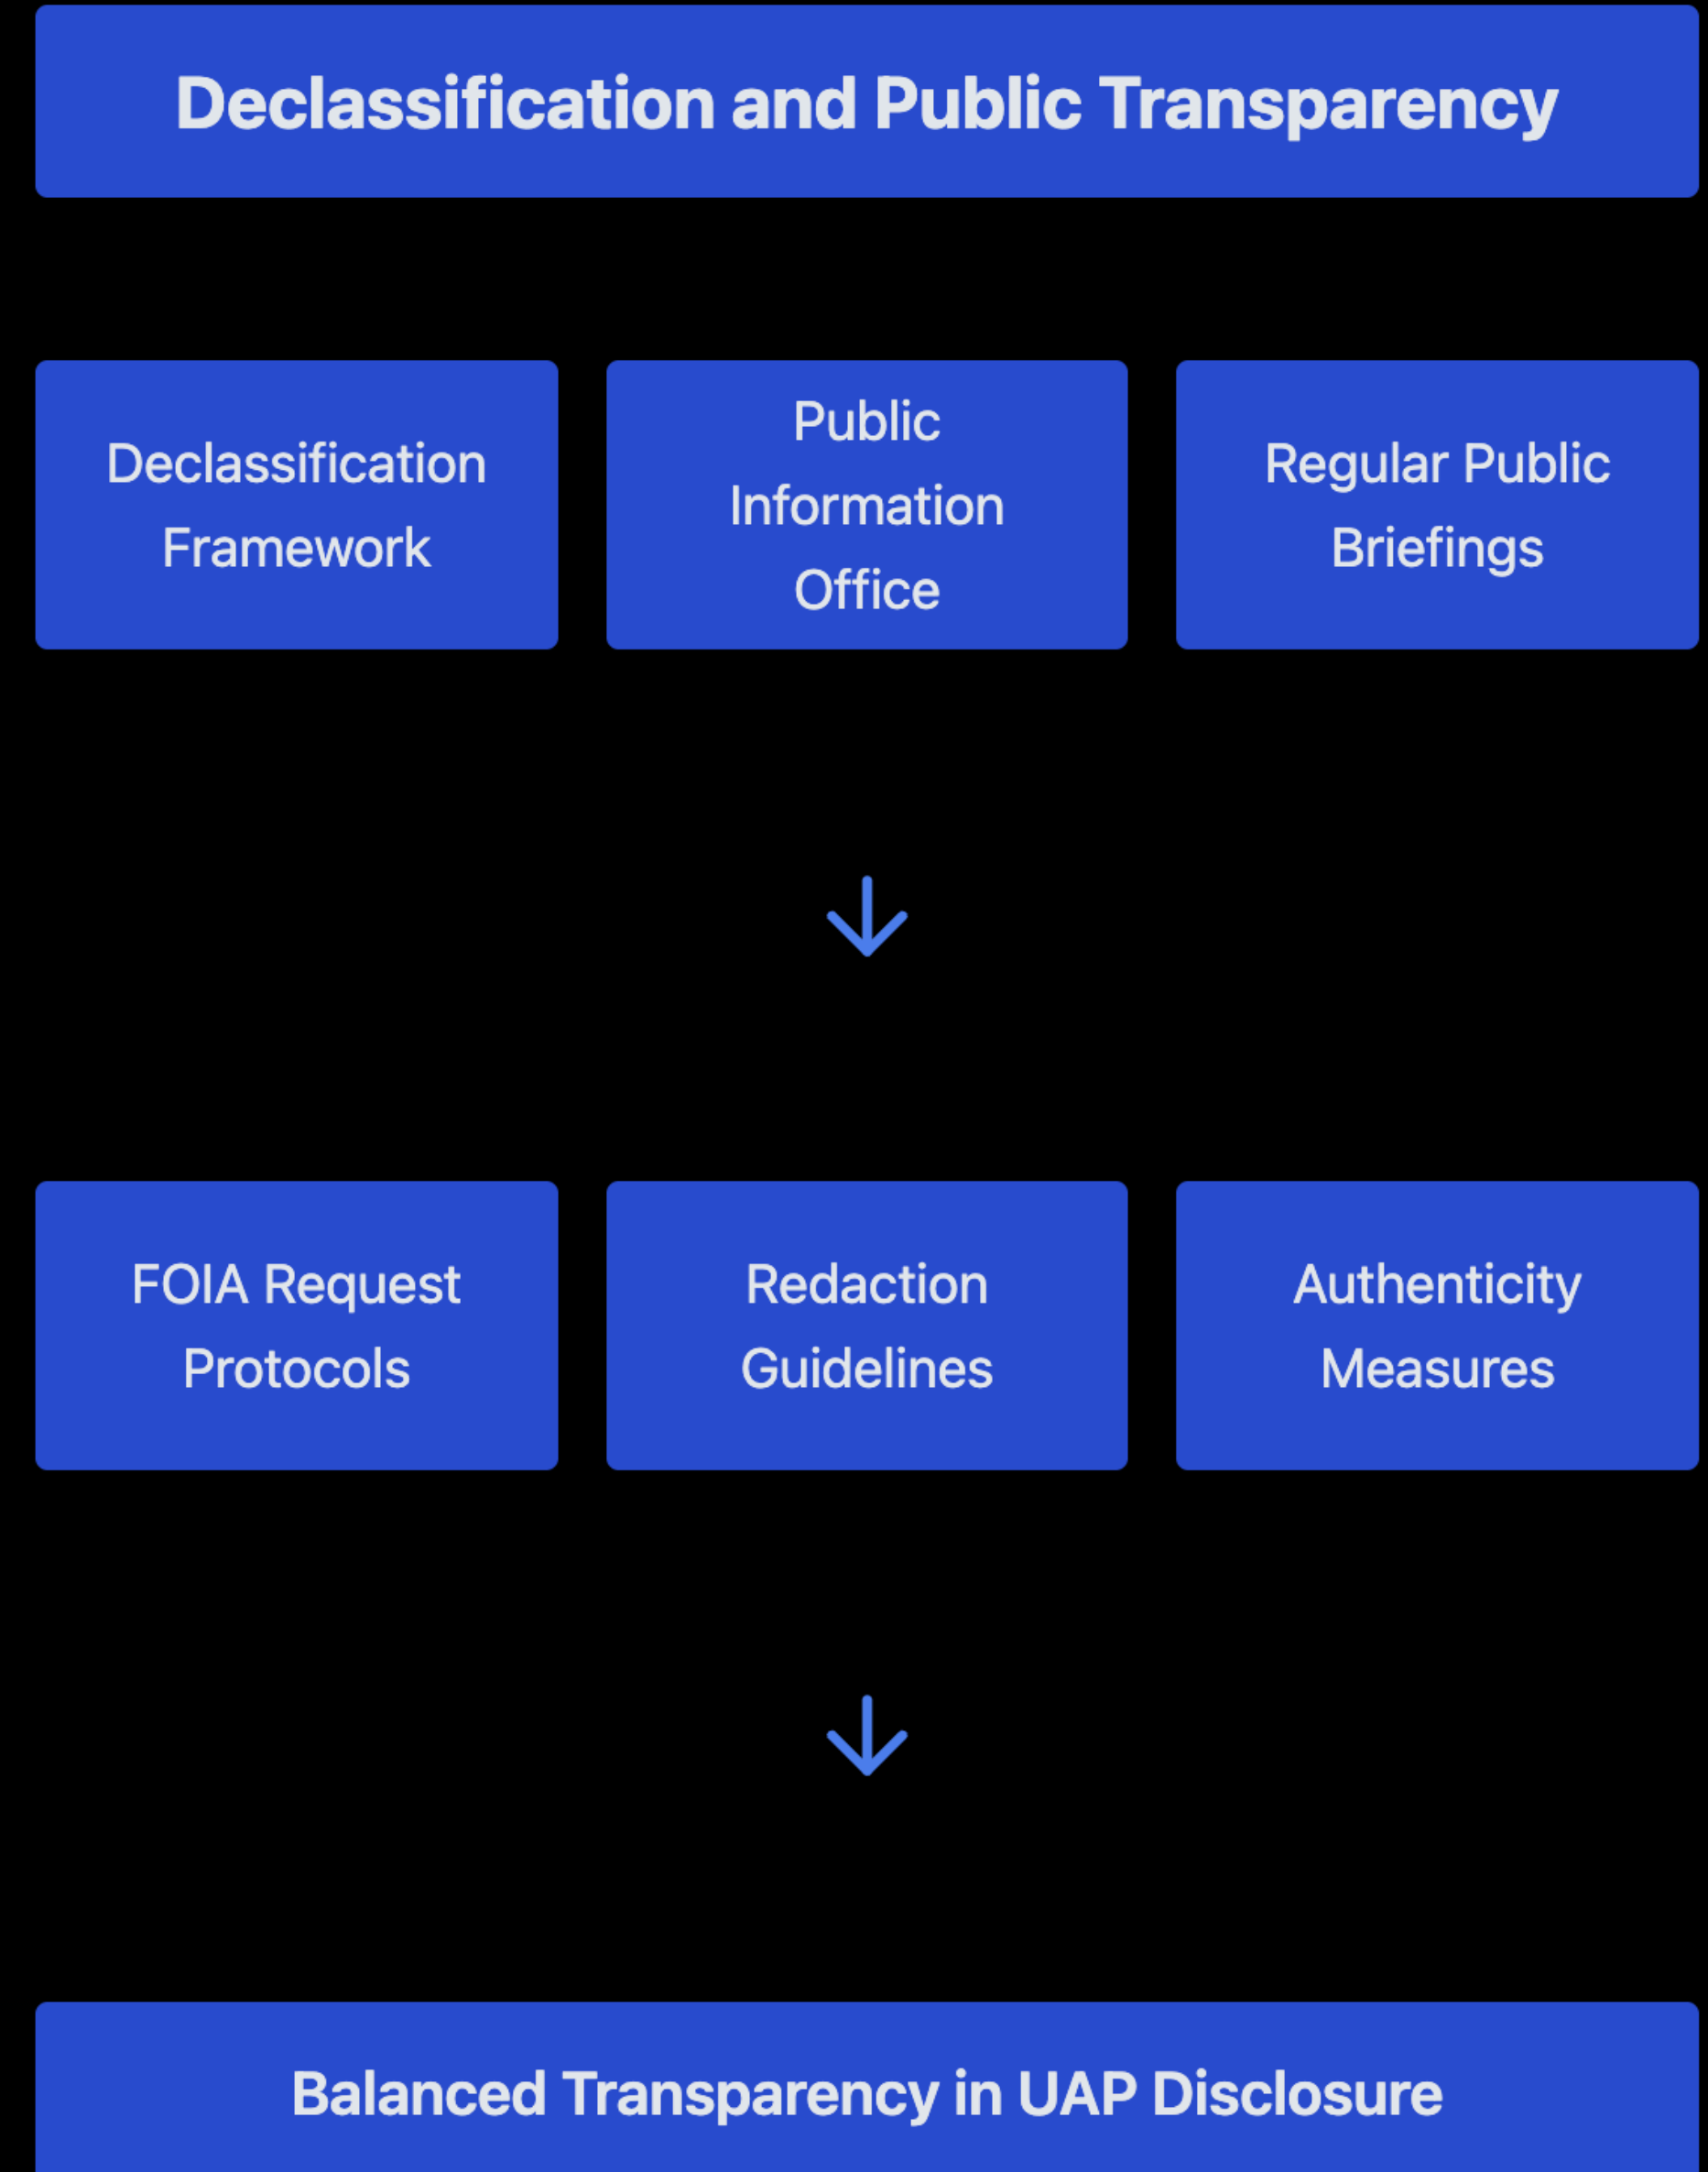 Declassification and Public Transparency
Declassification
Framework
Public
Information
Office
Regular Public
Briefings
FOIA Request
Protocols
Redaction
Guidelines
Authenticity
Measures
Balanced Transparency in UAP Disclosure